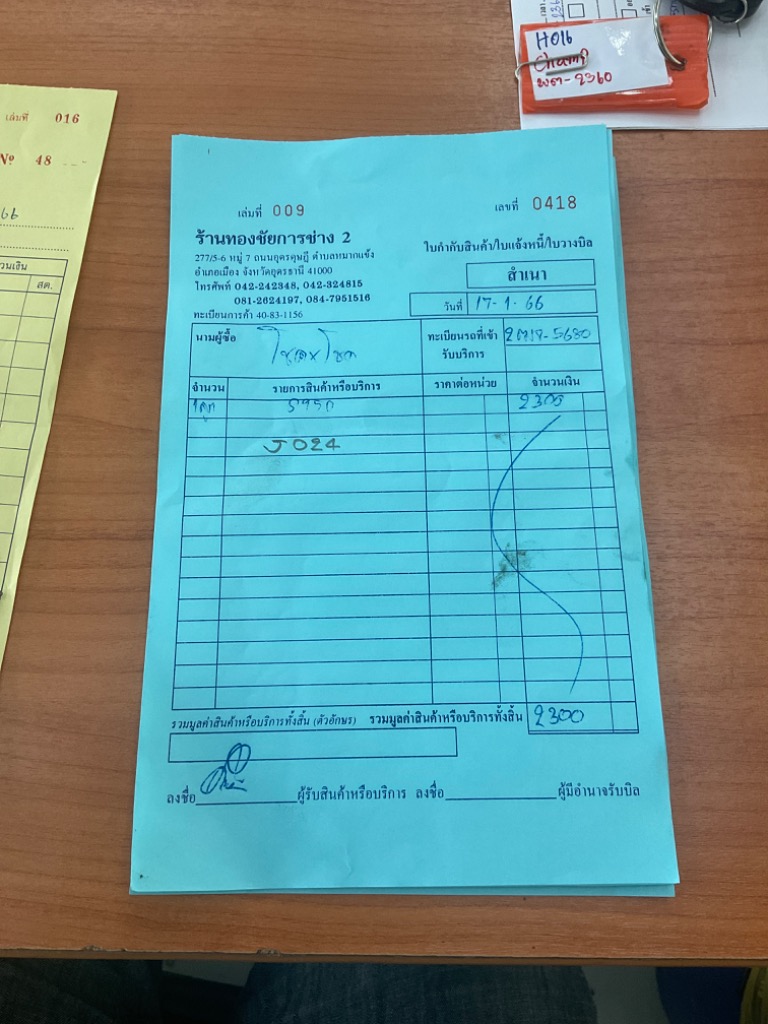 เล่มที่ 016
Nº 48
66
วนเงิน
สต.
H016
Champ
2360
เล่มที่ 009
เลขที่ 0418
ร้านทองชัยการช่าง 2
277/5-6 หมู่ 7 ถนนอุดรดุษฎี ตำบลหมากแข้ง
อำเภอเมือง จังหวัดอุดรธานี 41000
โทรศัพท์ 042-242348, 042-324815
081-2624197, 084-7951516
ทะเบียนการค้า 40-83-1156
ใบกำกับสินค้า/ใบแจ้งหนี้/ใบวางบิล
สำเนา
วันที่ 17-1-66
นามผู้ซื้อ
ทะเบียนรถที่เข้า
รับบริการ
จำนวน รายการสินค้าหรือบริการ ราคาต่อหน่วย จำนวนเงิน
2300
J024
รวมมูลค่าสินค้าหรือบริการทั้งสิ้น (ตัวอักษร) รวมมูลค่าสินค้าหรือบริการทั้งสิ้น 2300
ลงชื่อ ผู้รับสินค้าหรือบริการ ลงชื่อ ผู้มีอำนาจรับบิล